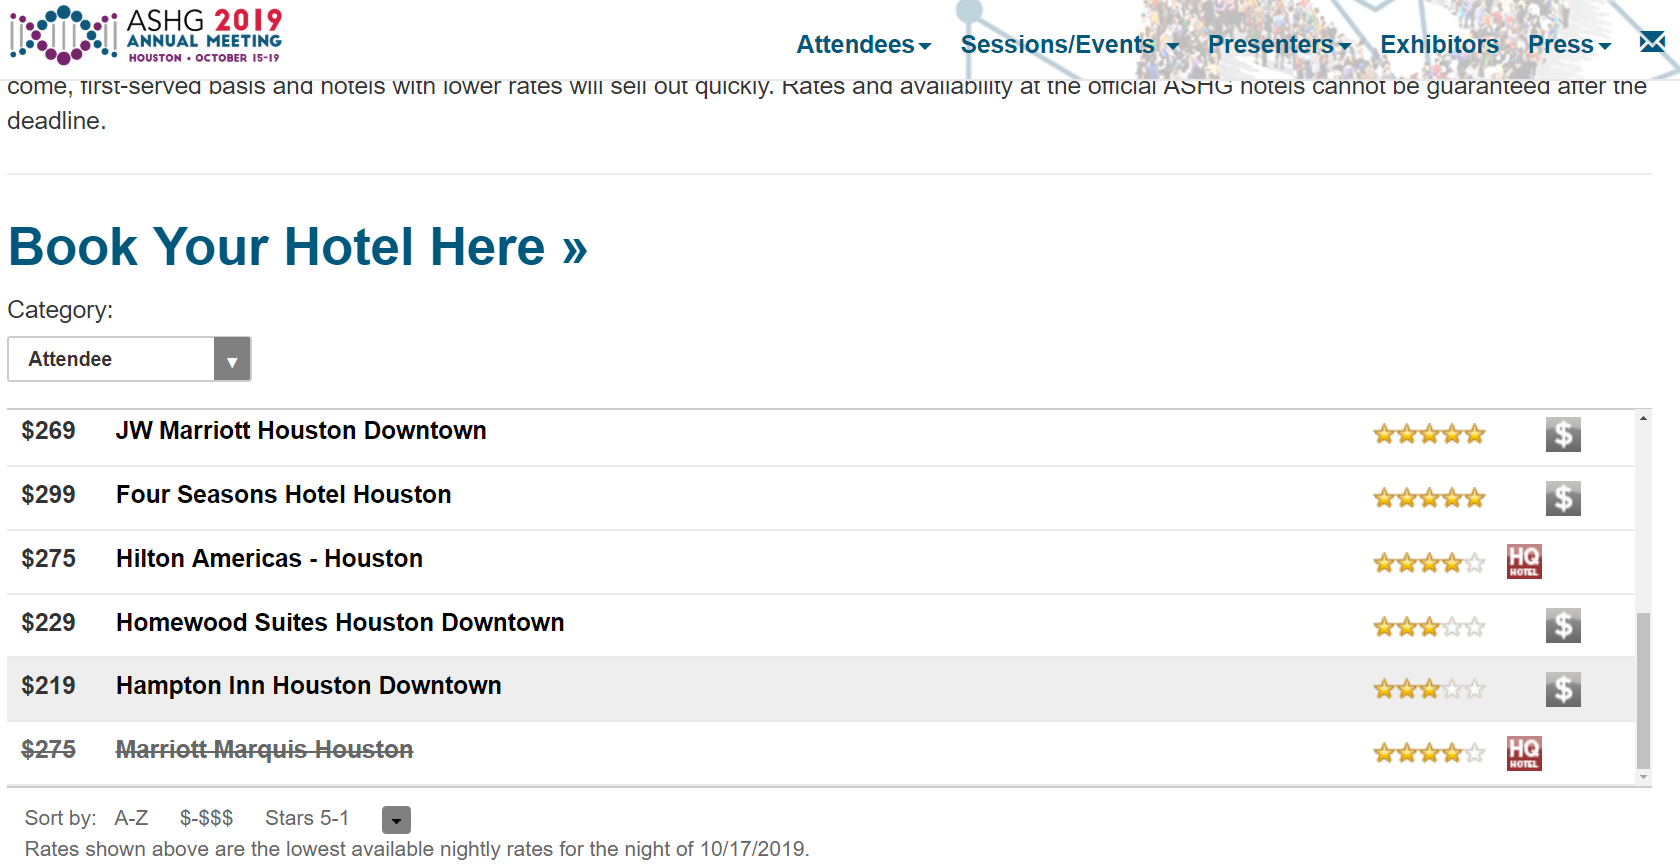 ASHG 2019
ANNUAL MEETING
HOUSTON • OCTOBER 15-19
Attendees Sessions/Events Presenters Exhibitors Press
come, first-served basis and hotels with lower rates will sell out quickly. Rates and availability at the official ASHG hotels cannot be guaranteed after the
deadline.
Book Your Hotel Here »
Category:
Attendee
$269 JW Marriott Houston Downtown $
$299 Four Seasons Hotel Houston $
$275 Hilton Americas - Houston HQ HOTEL
$229 Homewood Suites Houston Downtown $
$219 Hampton Inn Houston Downtown $
$275 Marriott Marquis Houston HQ HOTEL
Sort by: A-Z $-$$$ Stars 5-1
Rates shown above are the lowest available nightly rates for the night of 10/17/2019.